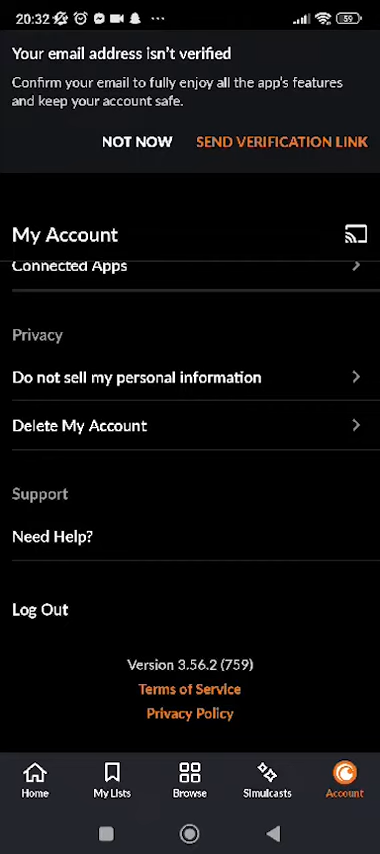 20:32 59
Your email address isn't verified
Confirm your email to fully enjoy all the app's features
and keep your account safe.
NOT NOW SEND VERIFICATION LINK
My Account
Connected Apps
Privacy
Do not sell my personal information
Delete My Account
Support
Need Help?
Log Out
Version 3.56.2 (759)
Terms of Service
Privacy Policy
Home My Lists Browse Simulcasts Account